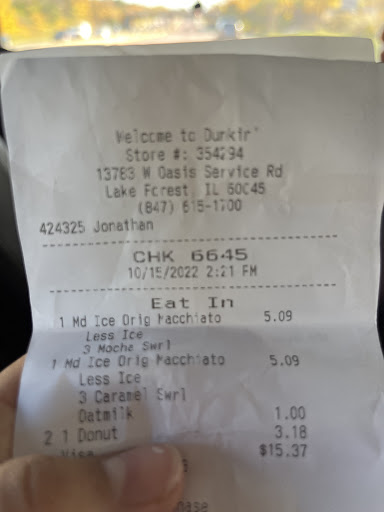 Welcome to Dunkin'
Store #: 354294
13783 W Oasis Service Rd
Lake Forest, IL 60045
(847) 615-1700
424325 Jonathan
CHK 6645
10/15/2022 2:21 PM
Eat In
1 Md Ice Orig Macchiato 5.09
Less Ice
3 Mocha Swrl
1 Md Ice Orig Macchiato 5.09
Less Ice
3 Caramel Swrl
Oatmilk 1.00
2 1 Donut 3.18
Visa $15.37